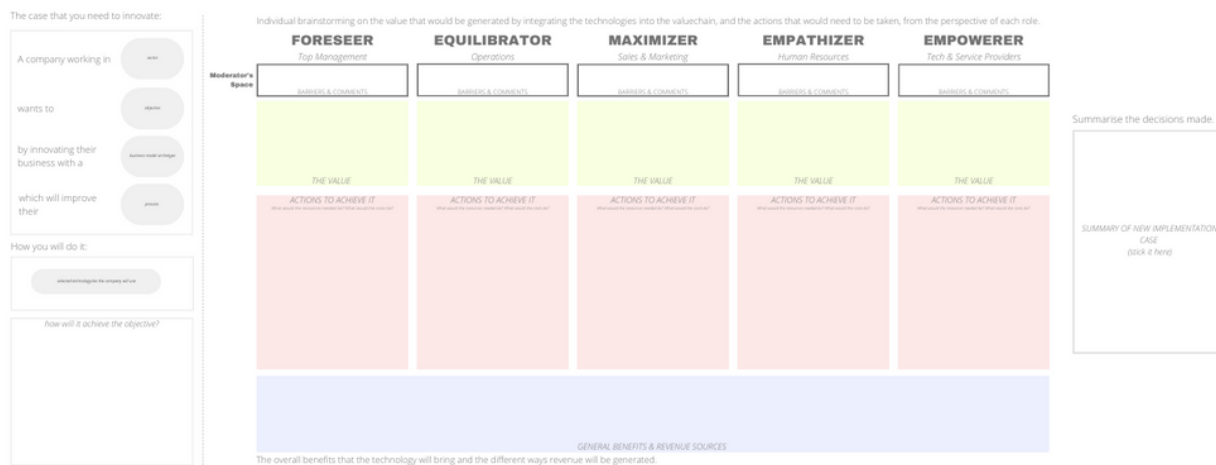 The case that you need to innovate:
A company working in
sector
wants to
objective
by innovating their
business with a
business model archetype
which will improve
their
process
How you will do it:
how will it achieve the objective?
Individual brainstorming on the value that would be generated by integrating the technologies into the valuechain, and the actions that would need to be taken, from the perspective of each role.
FORESEER
Top Management
EQUILIBRATOR
Operations
MAXIMIZER
Sales & Marketing
EMPATHIZER
Human Resources
EMPOWERER
Tech & Service Providers
Moderator's
Space
BARRIERS & COMMENTS
BARRIERS & COMMENTS
BARRIERS & COMMENTS
BARRIERS & COMMENTS
BARRIERS & COMMENTS
THE VALUE
THE VALUE
THE VALUE
THE VALUE
THE VALUE
ACTIONS TO ACHIEVE IT
ACTIONS TO ACHIEVE IT
ACTIONS TO ACHIEVE IT
ACTIONS TO ACHIEVE IT
ACTIONS TO ACHIEVE IT
GENERAL BENEFITS & REVENUE SOURCES
The overall benefits that the technology will bring and the different ways revenue will be generated.
Summarise the decisions made.
SUMMARY OF NEW IMPLEMENTATION
CASE
(stick it here)